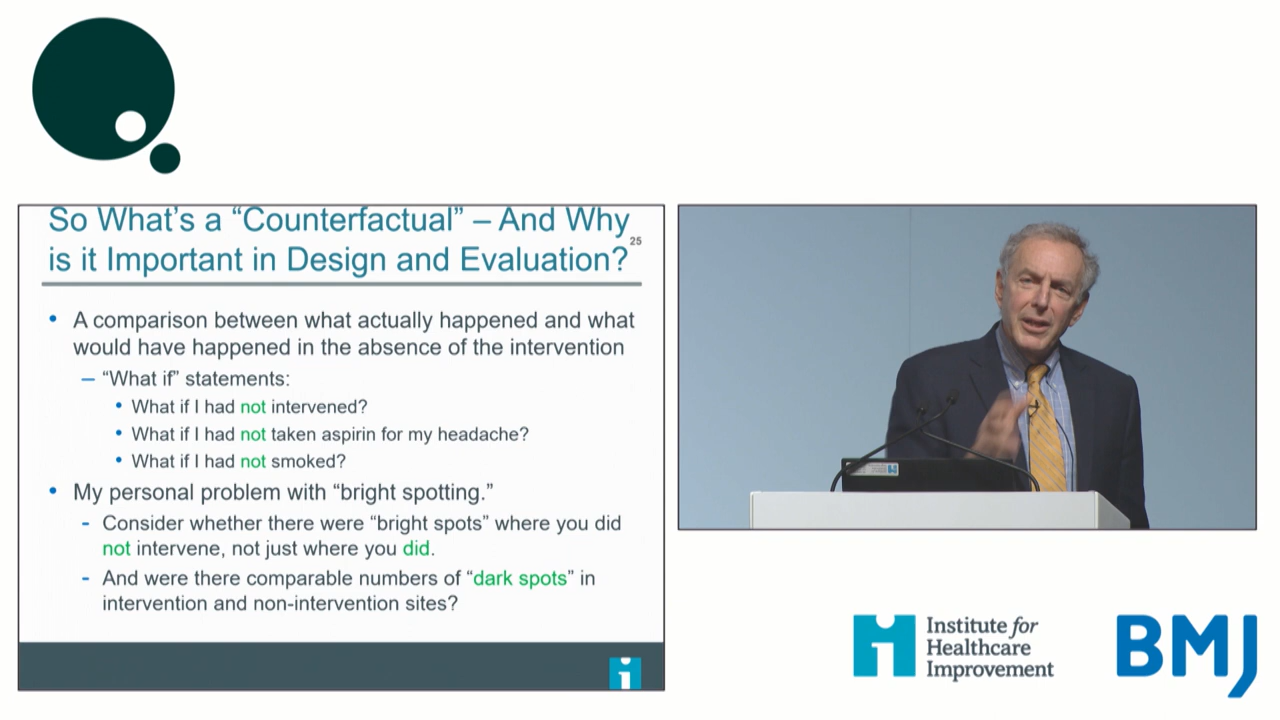 So What’s a “Counterfactual” – And Why
is it Important in Design and Evaluation?
25
• A comparison between what actually happened and what
would have happened in the absence of the intervention
– “What if” statements:
• What if I had not intervened?
• What if I had not taken aspirin for my headache?
• What if I had not smoked?
• My personal problem with “bright spotting.”
- Consider whether there were “bright spots” where you did
not intervene, not just where you did.
- And were there comparable numbers of “dark spots” in
intervention and non-intervention sites?
Institute for
Healthcare
Improvement
BMJ